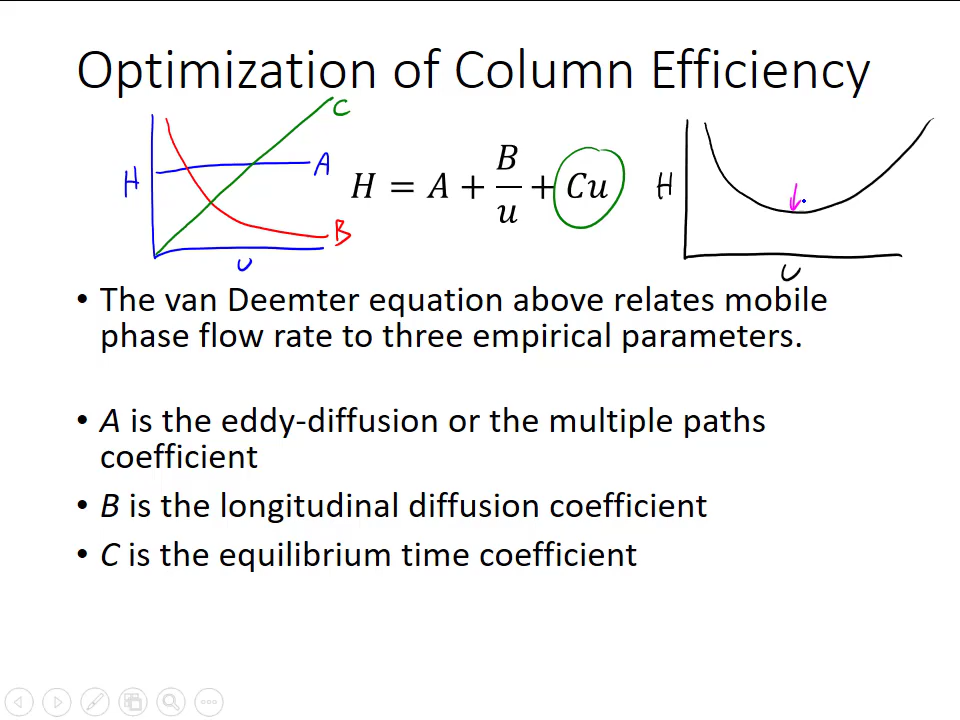 Optimization of Column Efficiency
C
H
A
B
U
H = A + B/u + Cu
H
U
• The van Deemter equation above relates mobile
phase flow rate to three empirical parameters.
• A is the eddy-diffusion or the multiple paths
coefficient
• B is the longitudinal diffusion coefficient
• C is the equilibrium time coefficient